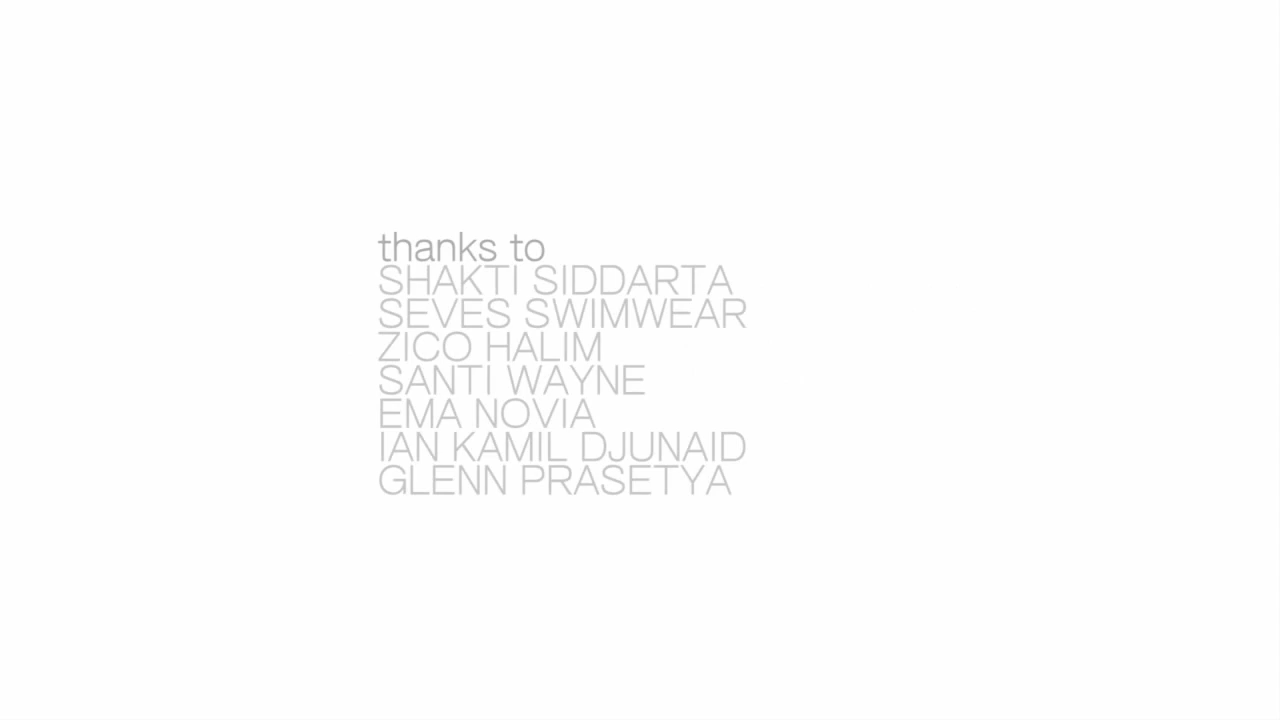 thanks to
SHAKTI SIDDARTA
SEVES SWIMWEAR
ZICO HALIM
SANTI WAYNE
EMA NOVIA
IAN KAMIL DJUNAID
GLENN PRASETYA